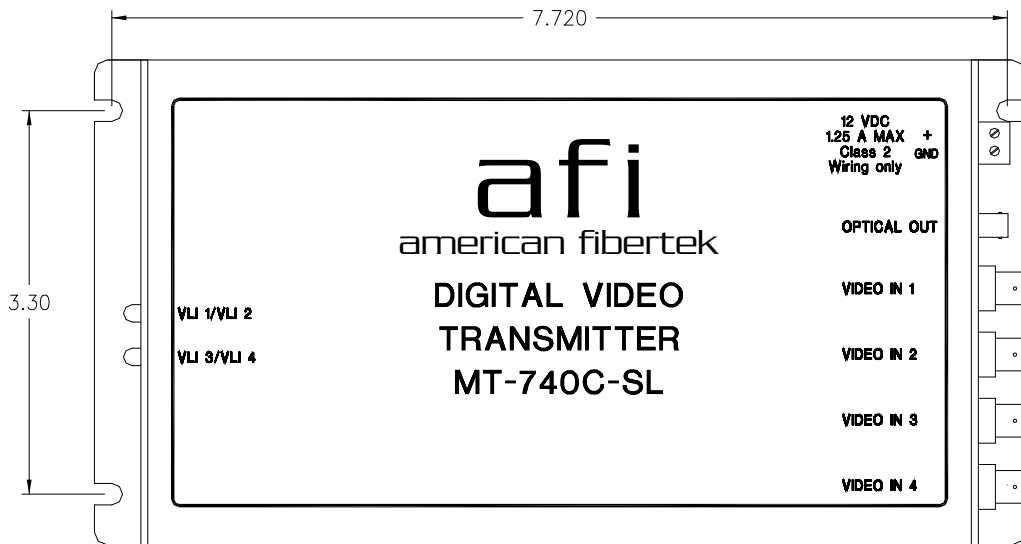 7.720
3.30
12 VDC
1.25 A MAX +
Class 2 GND
Wiring only
afi
american fibertek
OPTICAL OUT
DIGITAL VIDEO
TRANSMITTER
MT-740C-SL
VLI 1/VLI 2
VLI 3/VLI 4
VIDEO IN 1
VIDEO IN 2
VIDEO IN 3
VIDEO IN 4